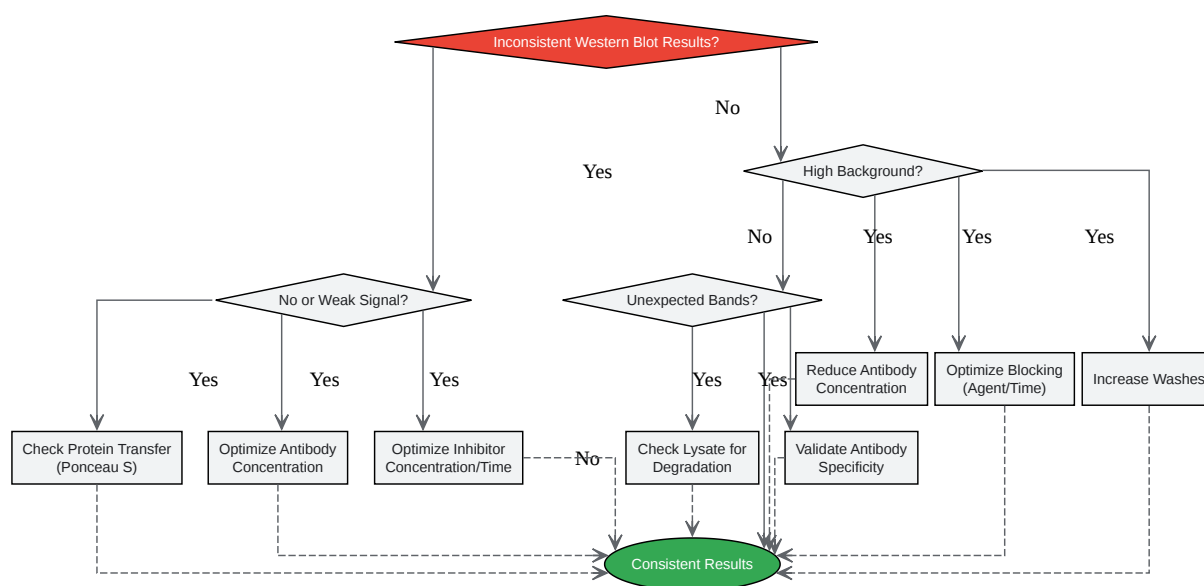 Inconsistent Western Blot Results?
No
Yes
High Background?
No
Yes
Yes
Yes
No or Weak Signal?
Unexpected Bands?
Yes
Yes
Yes
Yes
Yes
Reduce Antibody
Concentration
Optimize Blocking
(Agent/Time)
Increase Washes
Check Protein Transfer
(Ponceau S)
Optimize Antibody
Concentration
Optimize Inhibitor
Concentration/Time
No
Check Lysate for
Degradation
Validate Antibody
Specificity
Consistent Results